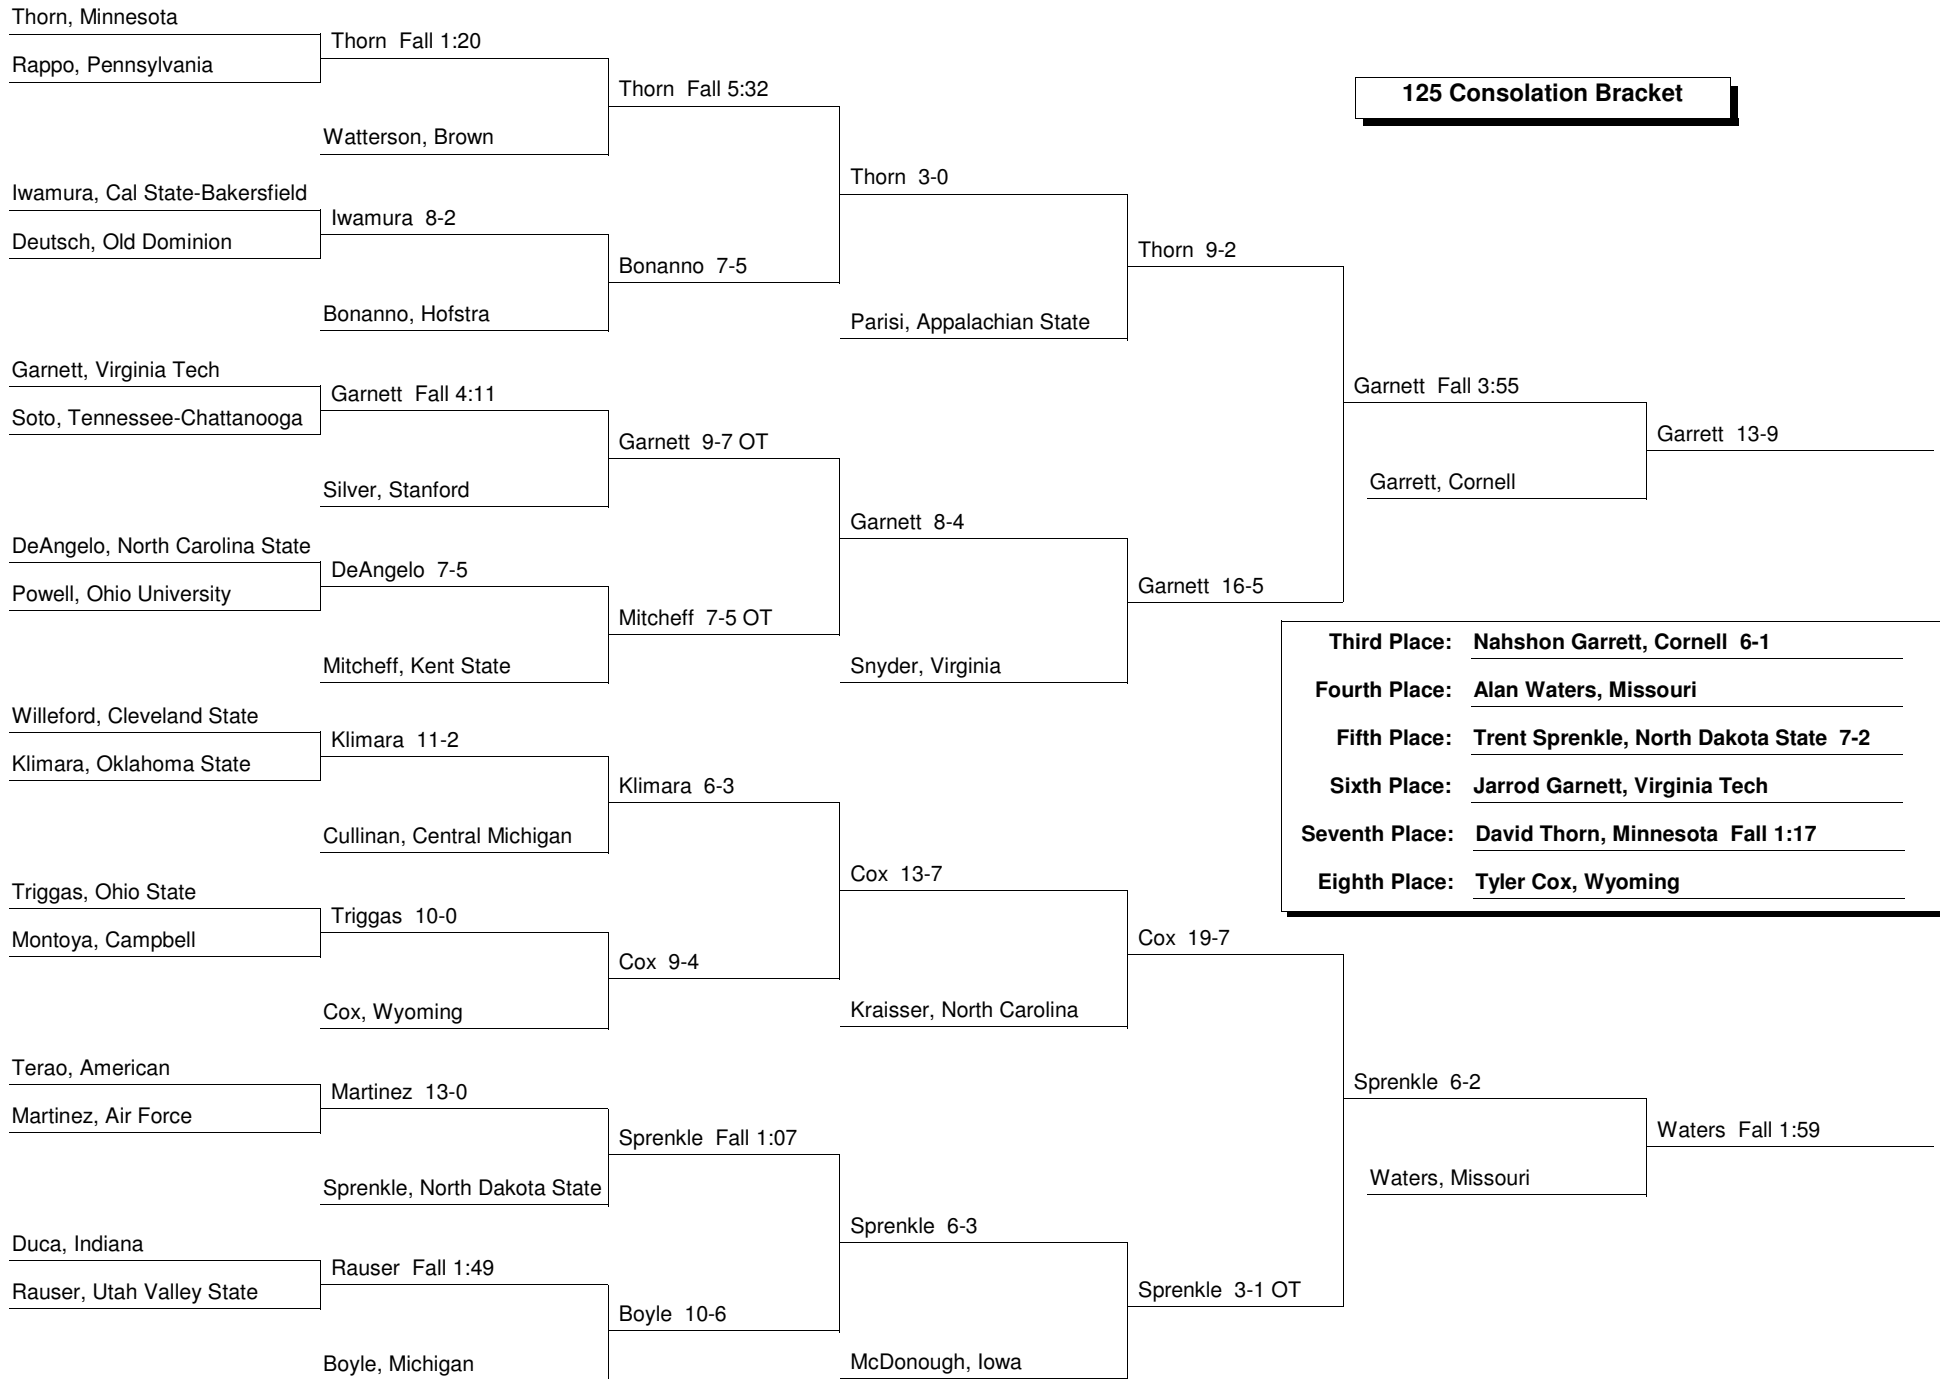 Thorn, Minnesota
Rappo, Pennsylvania
Iwamura, Cal State-Bakersfield
Deutsch, Old Dominion
Garnett, Virginia Tech
Soto, Tennessee-Chattanooga
DeAngelo, North Carolina State
Powell, Ohio University
Willeford, Cleveland State
Klimara, Oklahoma State
Triggas, Ohio State
Montoya, Campbell
Terao, American
Martinez, Air Force
Duca, Indiana
Rauser, Utah Valley State
Thorn Fall 1:20
Watterson, Brown
Iwamura 8-2
Bonanno, Hofstra
Garnett Fall 4:11
Silver, Stanford
DeAngelo 7-5
Mitcheff, Kent State
Klimara 11-2
Cullinan, Central Michigan
Triggas 10-0
Cox, Wyoming
Martinez 13-0
Sprenkle, North Dakota State
Rauser Fall 1:49
Boyle, Michigan
Thorn Fall 5:32
Bonanno 7-5
Garnett 9-7 OT
Mitcheff 7-5 OT
Klimara 6-3
Cox 9-4
Sprenkle Fall 1:07
Boyle 10-6
Thorn 3-0
Parisi, Appalachian State
Garnett 8-4
Snyder, Virginia
Cox 13-7
Kraisser, North Carolina
Sprenkle 6-3
McDonough, Iowa
Thorn 9-2
Garnett 16-5
Cox 19-7
Sprenkle 3-1 OT
125 Consolation Bracket
Garnett Fall 3:55
Garrett, Cornell
Garrett 13-9
Third Place: Nahshon Garrett, Cornell 6-1
Fourth Place: Alan Waters, Missouri
Fifth Place: Trent Sprenkle, North Dakota State 7-2
Sixth Place: Jarrod Garnett, Virginia Tech
Seventh Place: David Thorn, Minnesota Fall 1:17
Eighth Place: Tyler Cox, Wyoming
Sprenkle 6-2
Waters, Missouri
Waters Fall 1:59